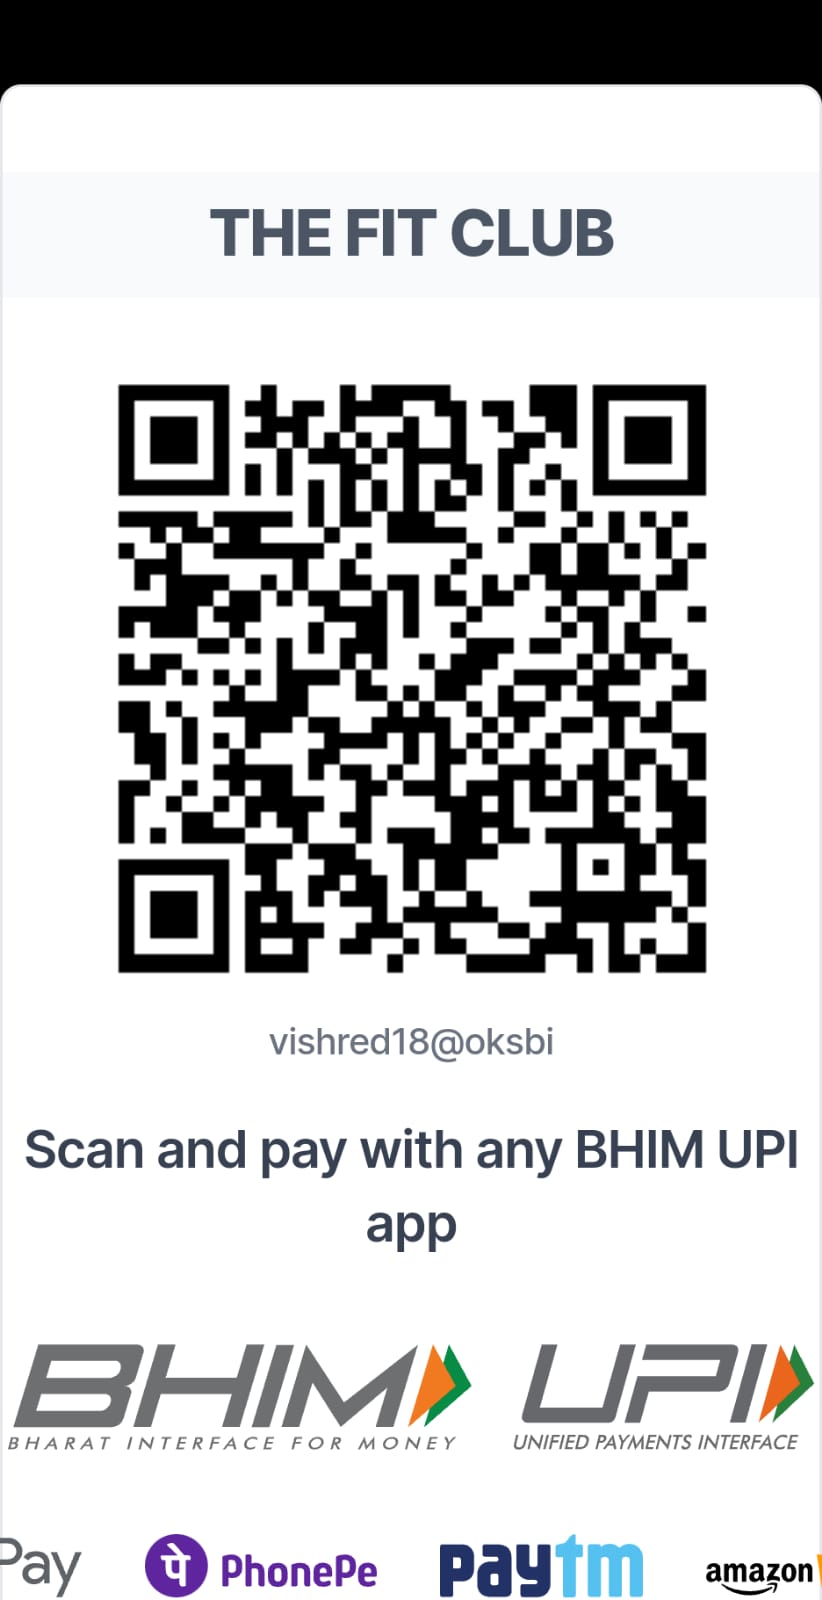 THE FIT CLUB
vishred18@oksbi
Scan and pay with any BHIM UPI
app
BHIM UPI
BHARAT INTERFACE FOR MONEY UNIFIED PAYMENTS INTERFACE
Pay पे PhonePe paytm amazon